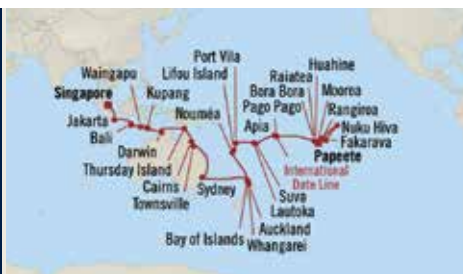 Port Vila
Huahine
Waingapu
Lifou Island
Raiatea
Moorea
Singapore
Kupang
Bora Bora
Rangiroa
Nouméa
Pago Pago
Nuku Hiva
Jakarta
Apia
Fakarava
Bali
Papeete
Darwin
International
Date Line
Thursday Island
Suva
Cairns
Sydney
Lautoka
Townsville
Auckland
Bay of Islands
Whangarei